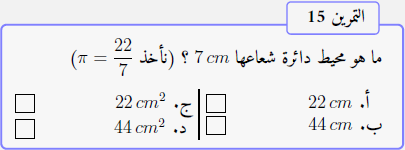 التمرين 15
ما هو محيط دائرة شعاعها 7 cm ؟ (نأخذ π = 22/7)
أ. 22 cm
ب. 44 cm
ج. 22 cm²
د. 44 cm²